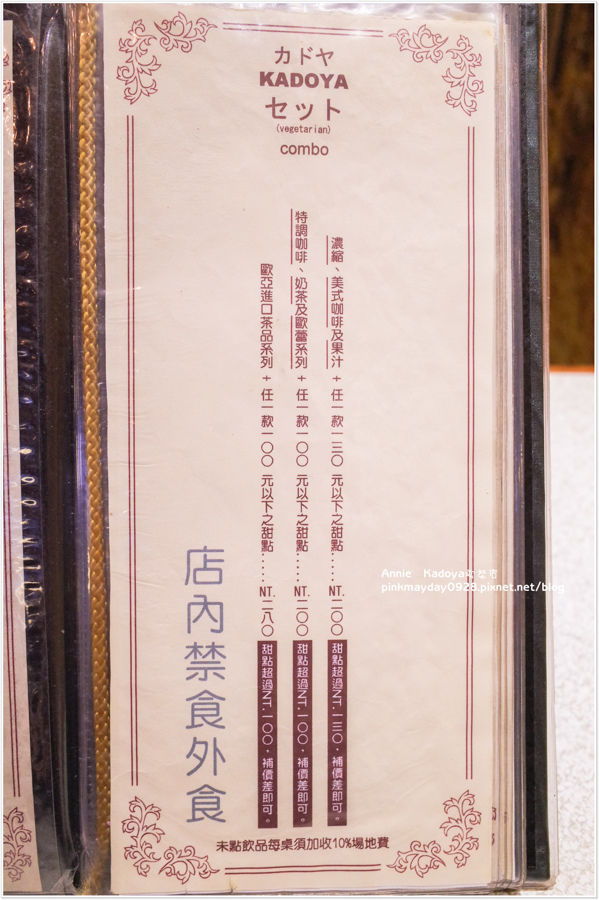 カドヤ
KADOYA
セット
(vegetarian)
combo
濃縮、美式咖啡及果汁 + 任一款一三〇 元以下之甜點..... NT.二〇〇 甜點超過NT.一三〇,補價差即可。
特調咖啡、奶茶及歐蕾系列 + 任一款一〇〇 元以下之甜點..... NT.二〇〇 甜點超過NT.一〇〇,補價差即可。
歐亞進口茶品系列 + 任一款一〇〇 元以下之甜點..... NT.二八〇 甜點超過NT.一〇〇,補價差即可。
店內禁食外食
未點飲品每桌須加收10%場地費
Annie Kadoya
pinkmayday0928.pixnet.net/blog